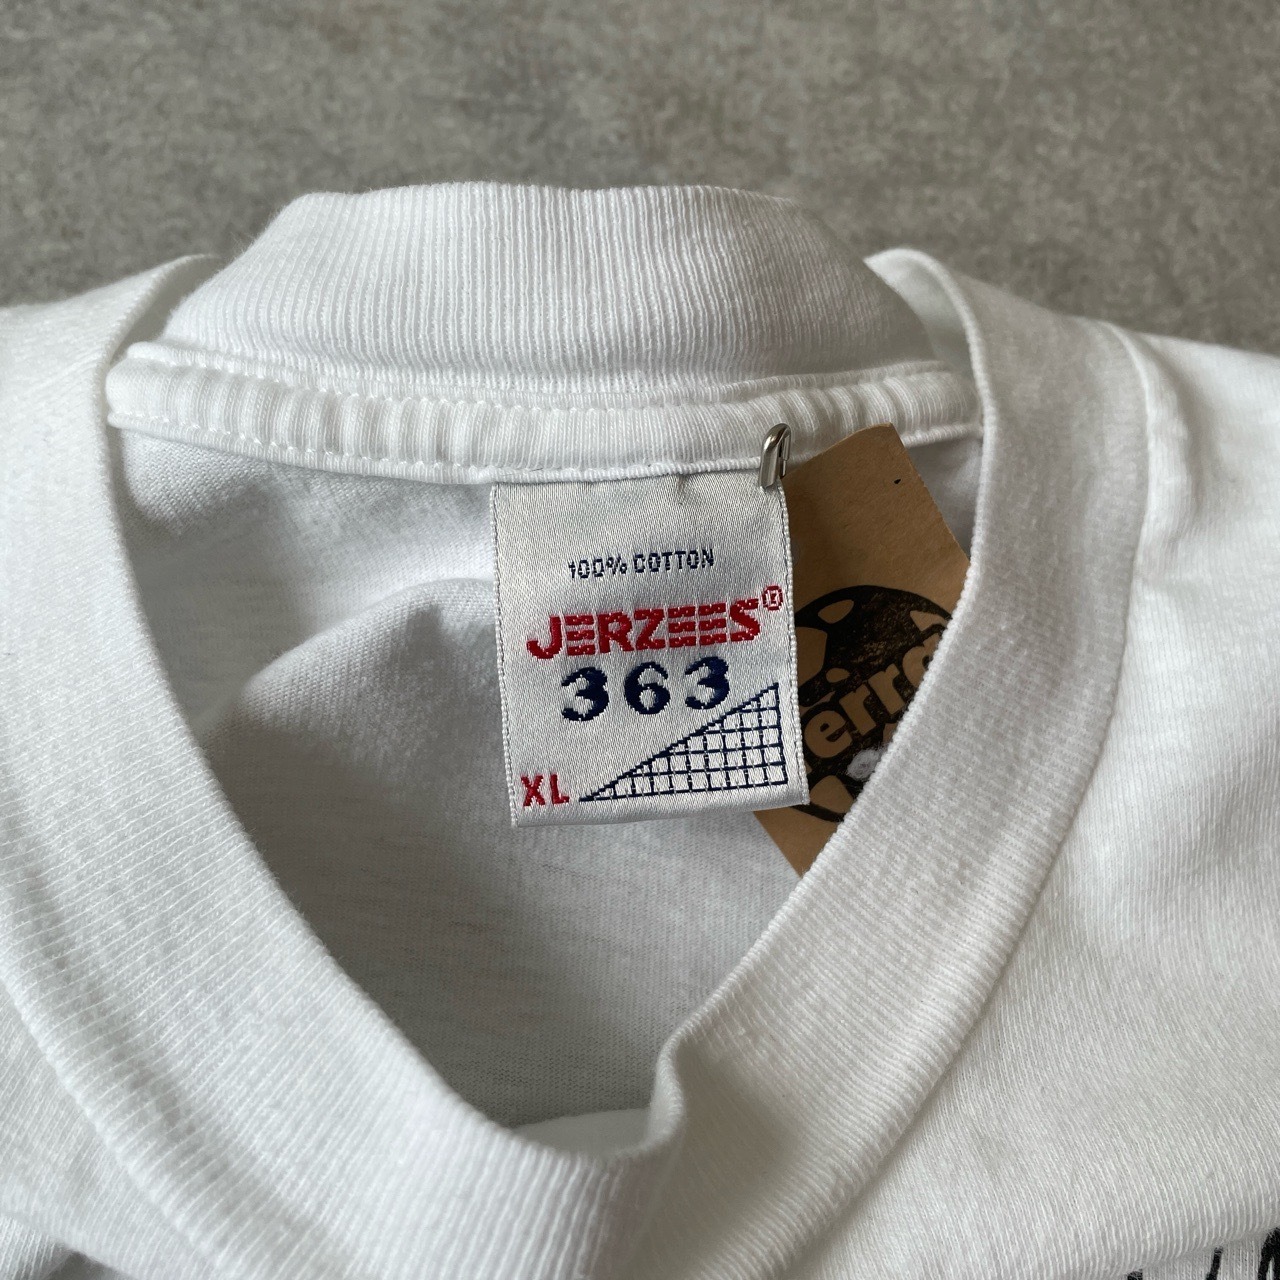 100% COTTON
JERZEES®
363
XL